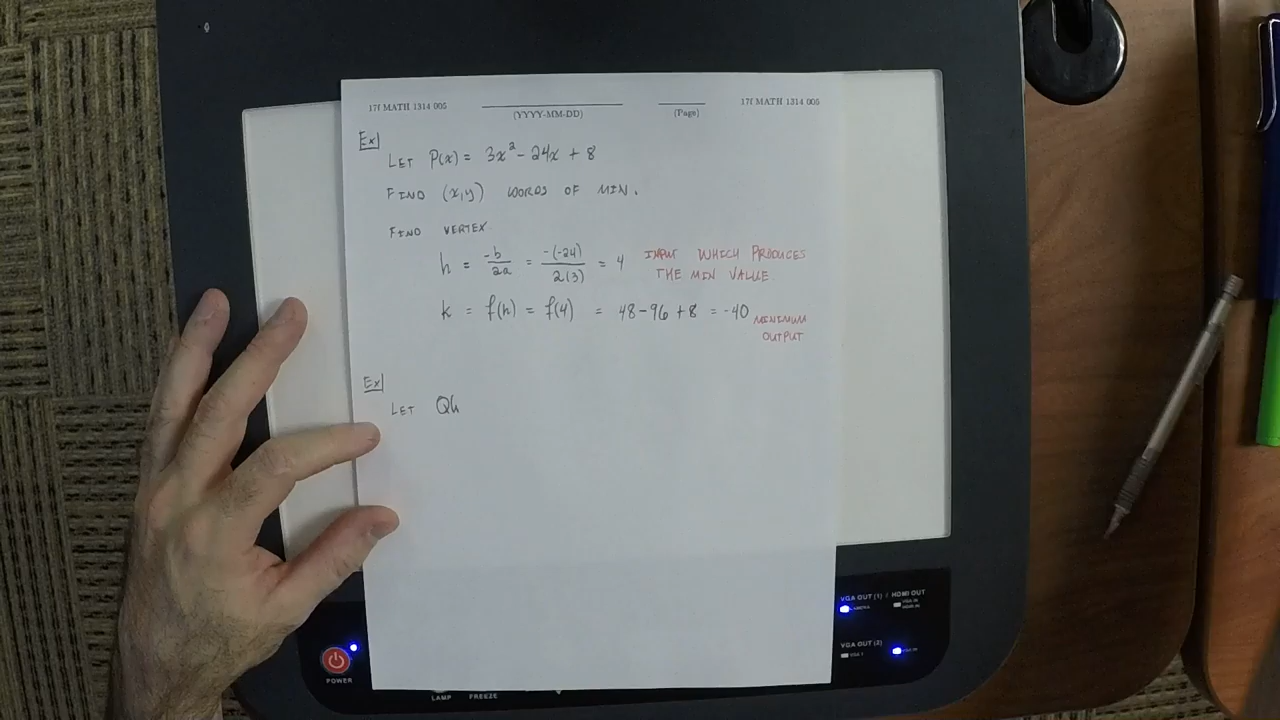 17f MATH 1314 005 (YYYY-MM-DD) (Page) 17f MATH 1314 005
Ex
LET P(x) = 3x² - 24x + 8
FIND (x,y) WORDS OF MIN.
FIND VERTEX
h = -b/2a = -(-24)/2(3) = 4 INPUT WHICH PRODUCES
THE MIN VALUE
k = f(h) = f(4) = 48 - 96 + 8 = -40 MINIMUM
OUTPUT
Ex
LET Q
VGA OUT (1) / HDMI OUT
VGA OUT (2)
POWER
LAMP FREEZE